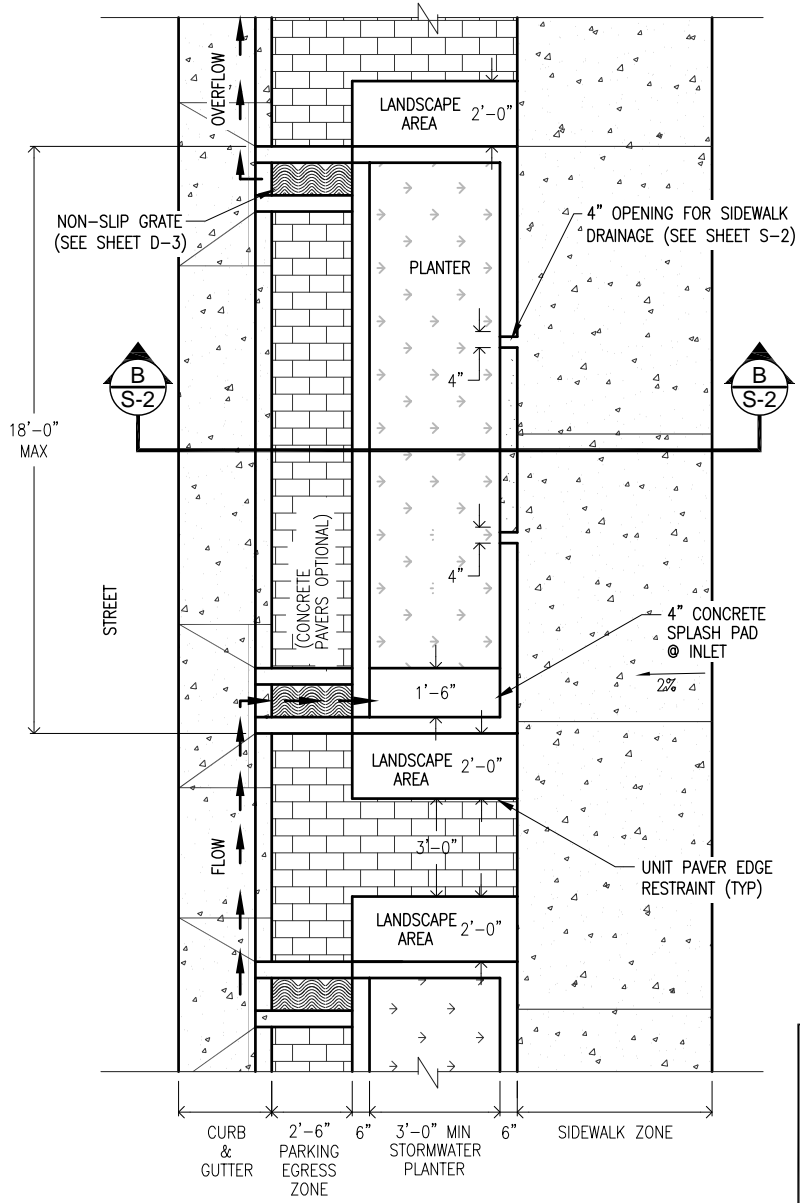 OVERFLOW
LANDSCAPE
AREA
2'-0"
NON-SLIP GRATE
(SEE SHEET D-3)
4" OPENING FOR SIDEWALK
DRAINAGE (SEE SHEET S-2)
PLANTER
4"
B
S-2
B
S-2
18'-0"
MAX
(CONCRETE
PAVERS OPTIONAL)
4"
STREET
4" CONCRETE
SPLASH PAD
@ INLET
1'-6"
2%
LANDSCAPE
AREA
2'-0"
FLOW
3'-0"
UNIT PAVER EDGE
RESTRAINT (TYP)
LANDSCAPE
AREA
2'-0"
CURB
&
GUTTER
2'-6"
PARKING
EGRESS
ZONE
6"
3'-0" MIN
STORMWATER
PLANTER
6"
SIDEWALK ZONE